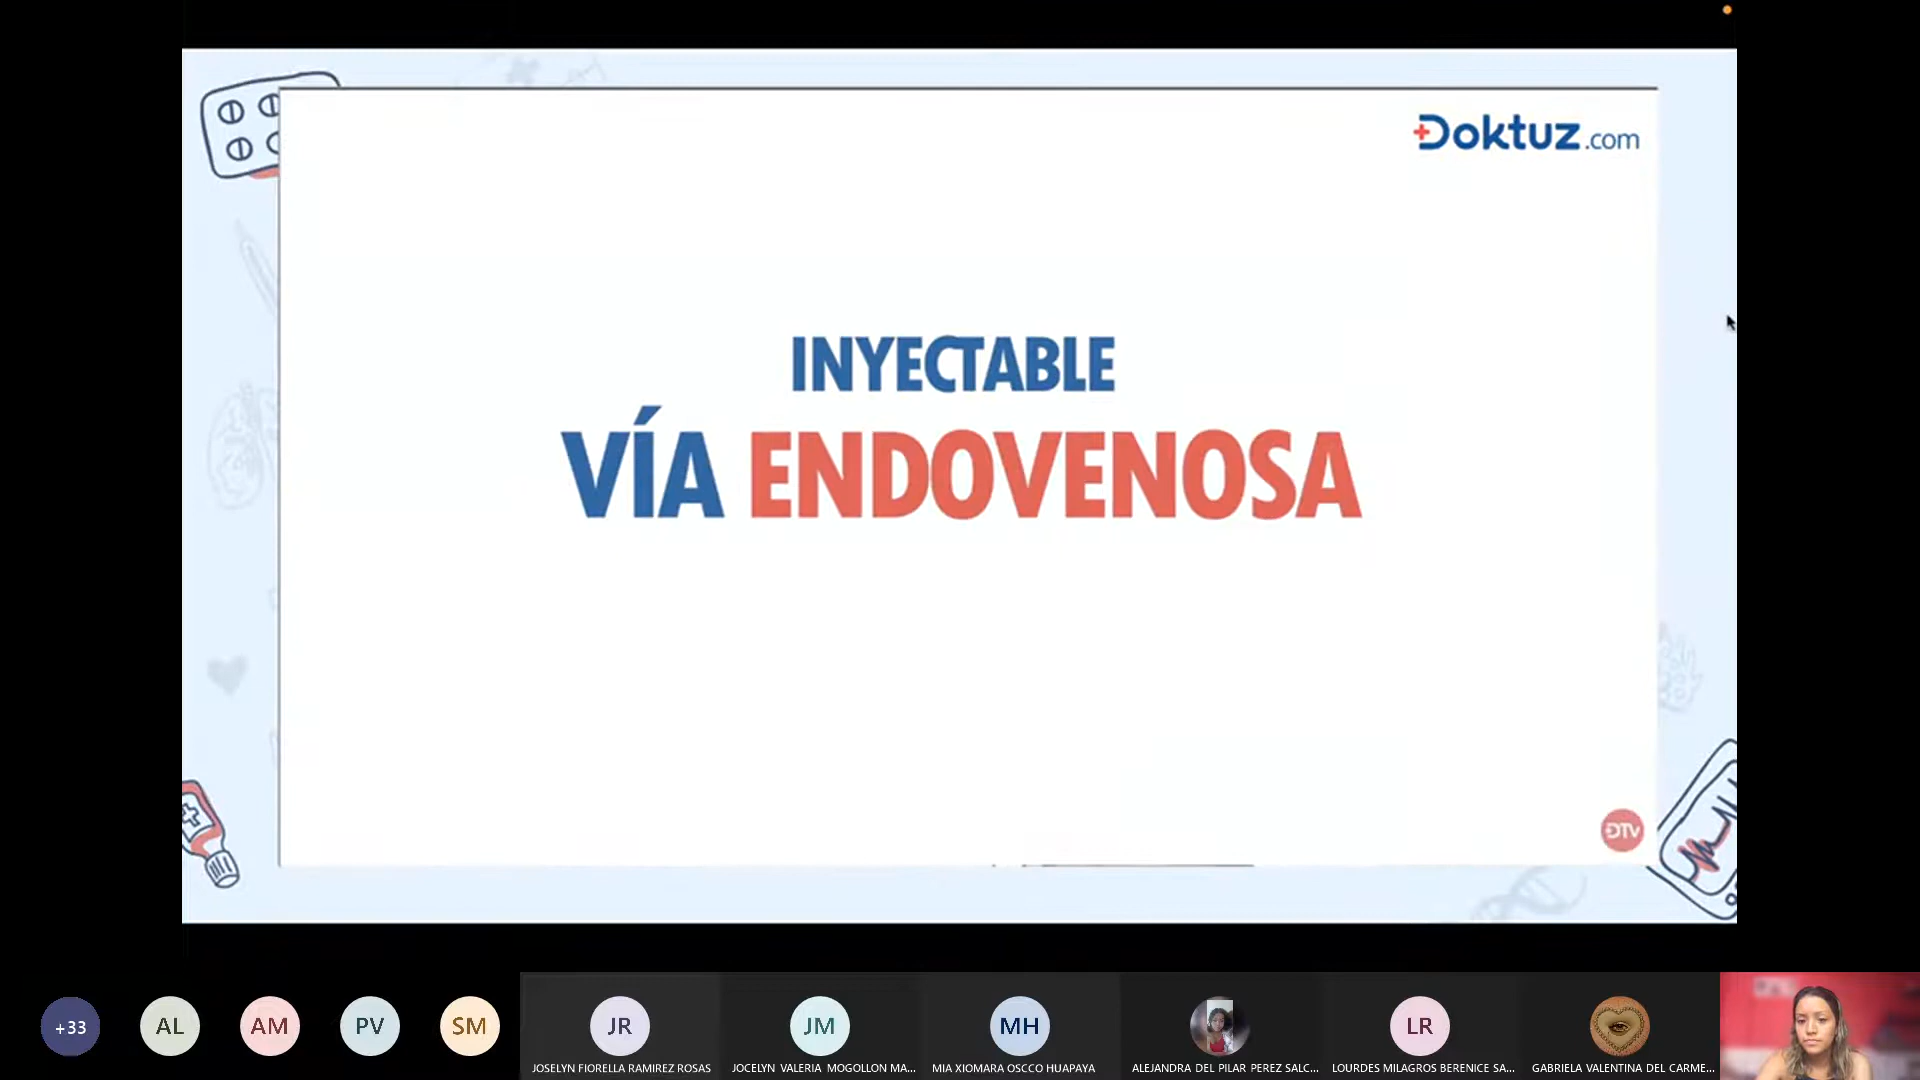 Doktuz.com
INYECTABLE
VÍA ENDOVENOSA
DTV
+33
AL
AM
PV
SM
JR
JM
MH
LR
JOSELYN FIORELLA RAMIREZ ROSAS
JOCELYN VALERIA MOGOLLON MA...
MIA XIOMARA OSCCO HUAPAYA
ALEJANDRA DEL PILAR PEREZ SALC...
LOURDES MILAGROS BERENICE SA...
GABRIELA VALENTINA DEL CARME...